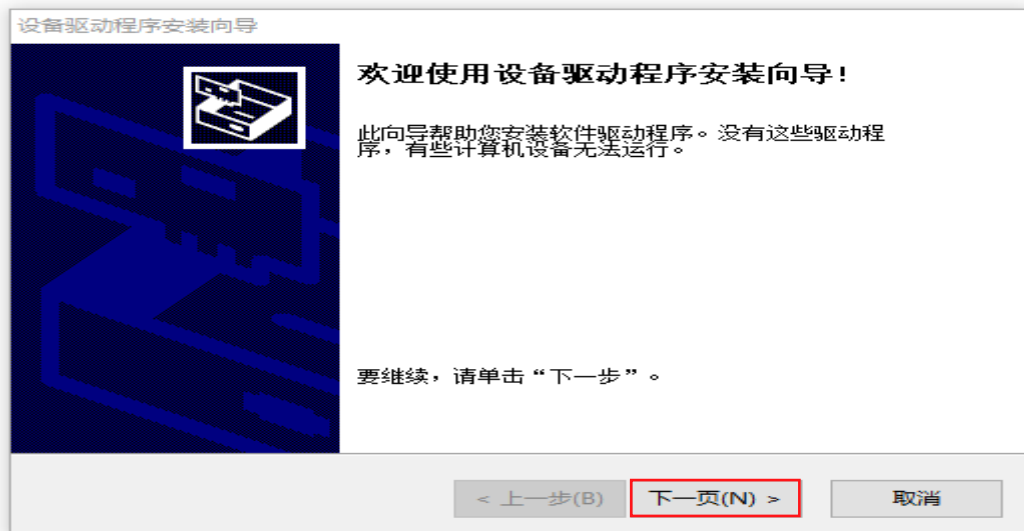 设备驱动程序安装向导
欢迎使用设备驱动程序安装向导!
此向导帮助您安装软件驱动程序。没有这些驱动程
序，有些计算机设备无法运行。
要继续，请单击“下一步”。
< 上一步(B)
下一页(N) >
取消